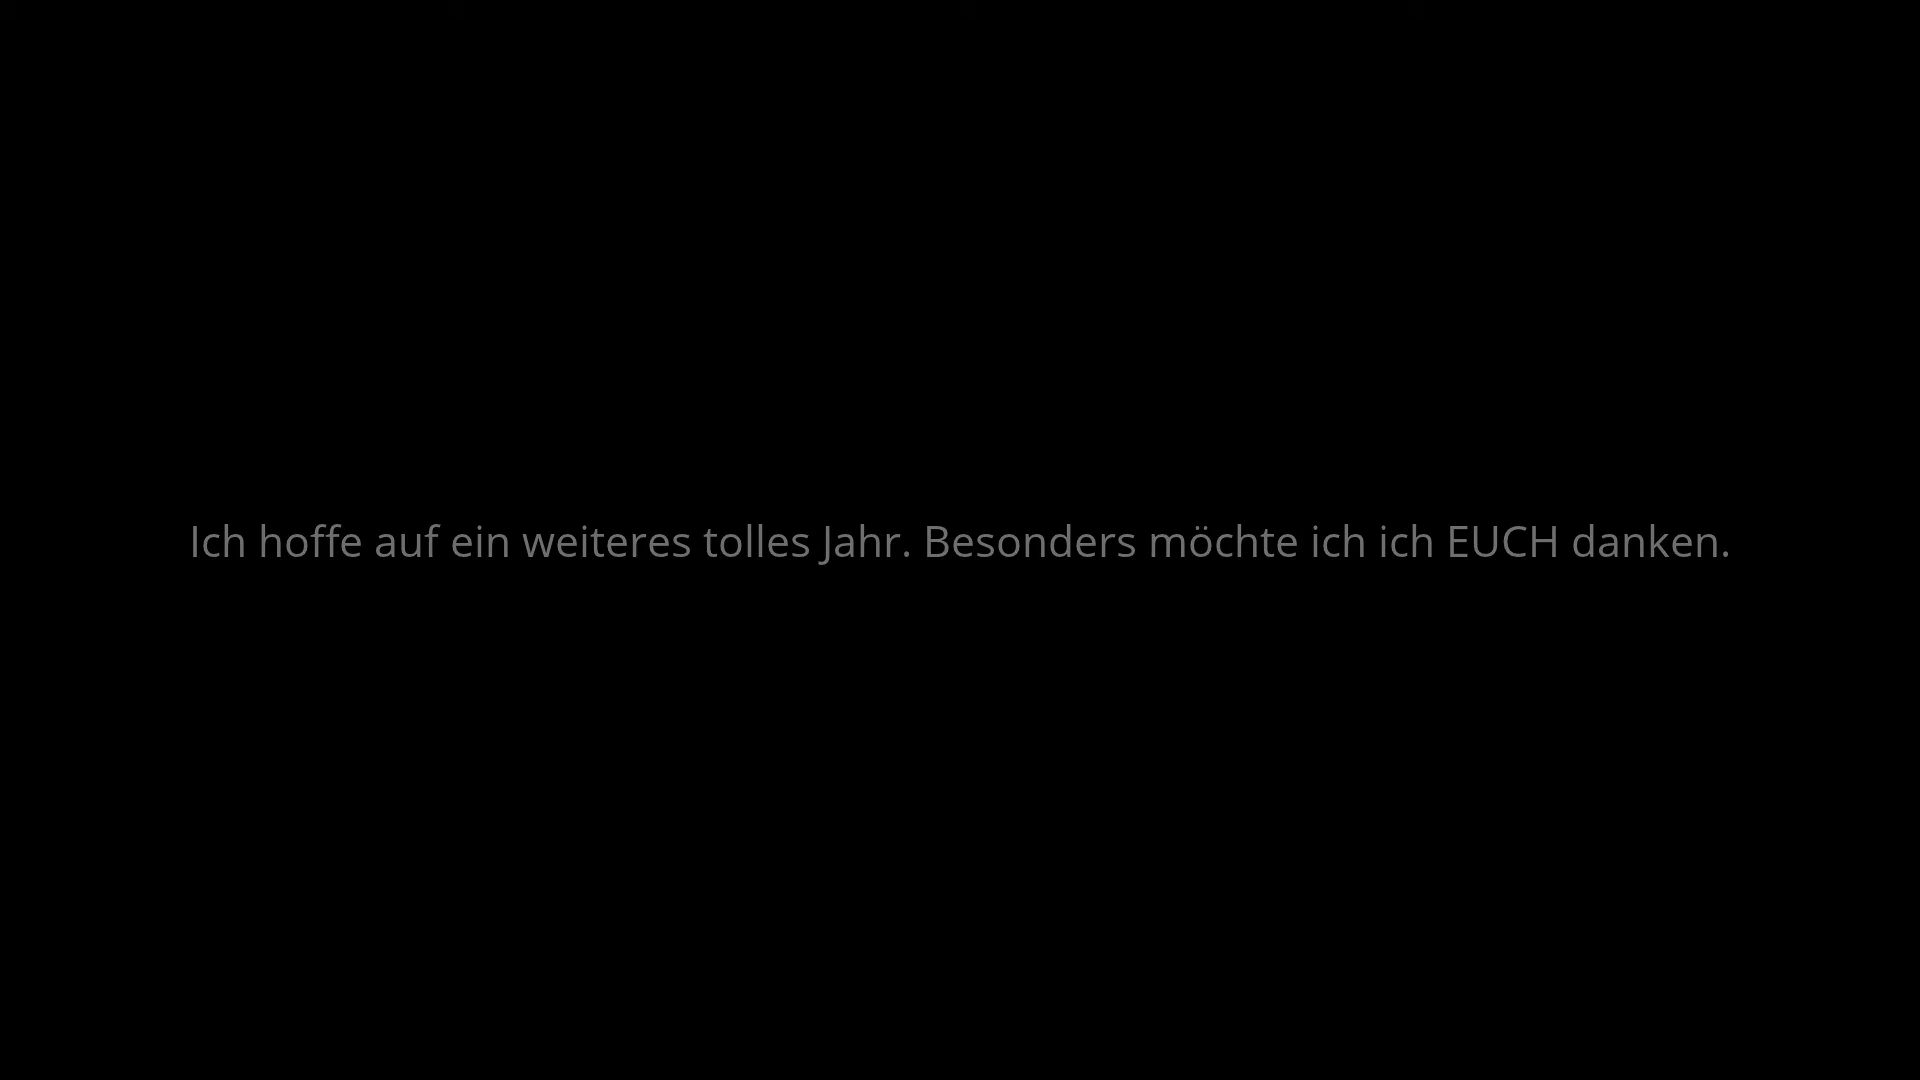 Ich hoffe auf ein weiteres tolles Jahr. Besonders möchte ich ich EUCH danken.